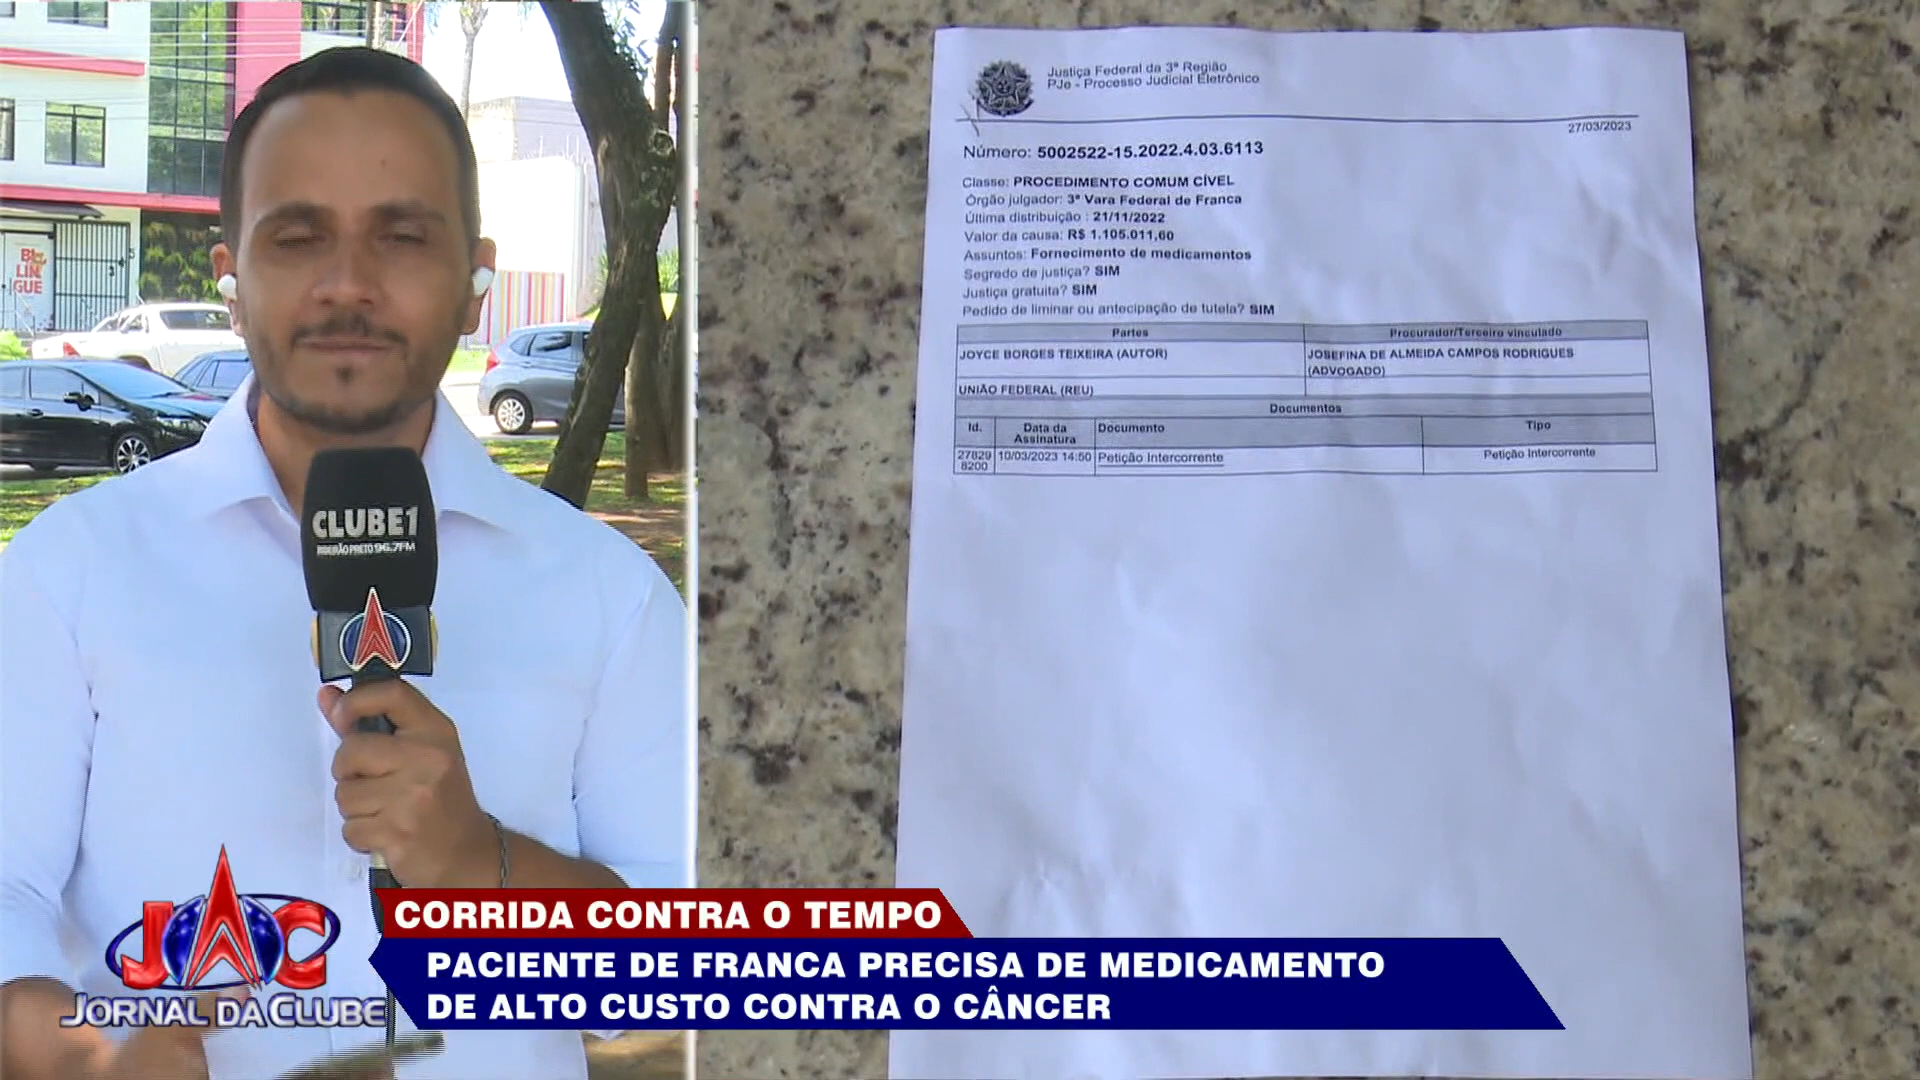 BI
LIN
GUE
CLUBE1
RIBEIRÃO PRETO 96.7FM
Justiça Federal da 3ª Região
PJe - Processo Judicial Eletrônico
27/03/2023
Número: 5002522-15.2022.4.03.6113
Classe: PROCEDIMENTO COMUM CÍVEL
Órgão julgador: 3ª Vara Federal de Franca
Última distribuição : 21/11/2022
Valor da causa: R$ 1.105.011,60
Assuntos: Fornecimento de medicamentos
Segredo de justiça? SIM
Justiça gratuita? SIM
Pedido de liminar ou antecipação de tutela? SIM
Partes Procurador/Terceiro vinculado
JOYCE BORGES TEIXEIRA (AUTOR) JOSEFINA DE ALMEIDA CAMPOS RODRIGUES
(ADVOGADO)
UNIÃO FEDERAL (REU)
Documentos
Id. Data da Assinatura Documento Tipo
27829 10/03/2023 14:50 Petição Intercorrente Petição Intercorrente
8200
JAC
JORNAL DA CLUBE
CORRIDA CONTRA O TEMPO
PACIENTE DE FRANCA PRECISA DE MEDICAMENTO
DE ALTO CUSTO CONTRA O CÂNCER